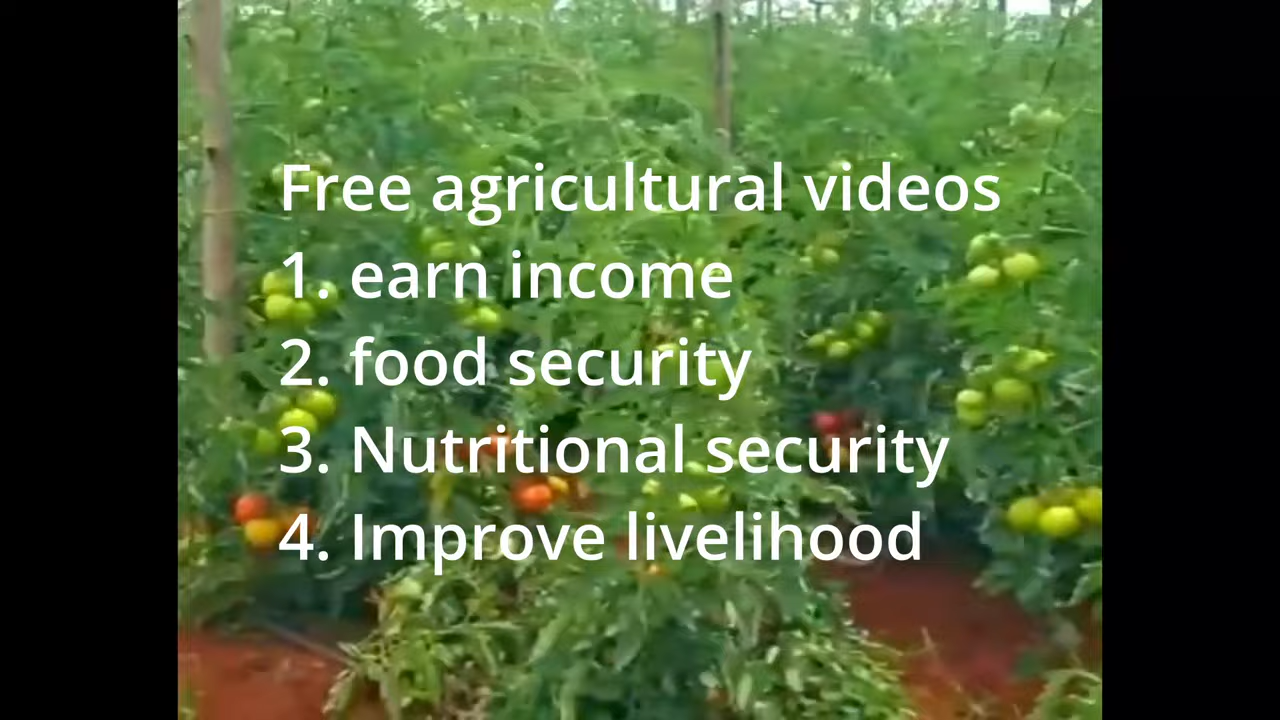 Free agricultural videos
1. earn income
2. food security
3. Nutritional security
4. Improve livelihood